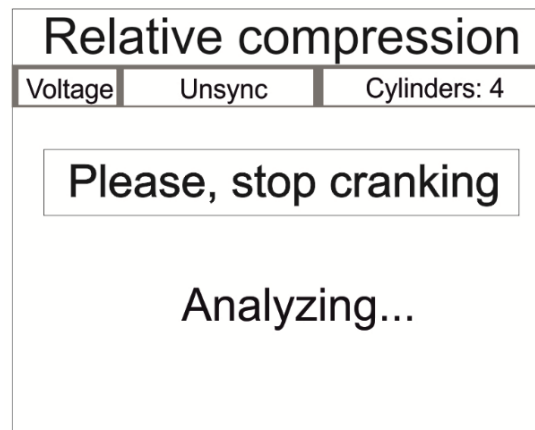 Relative compression
Voltage Unsync Cylinders: 4
Please, stop cranking
Analyzing...